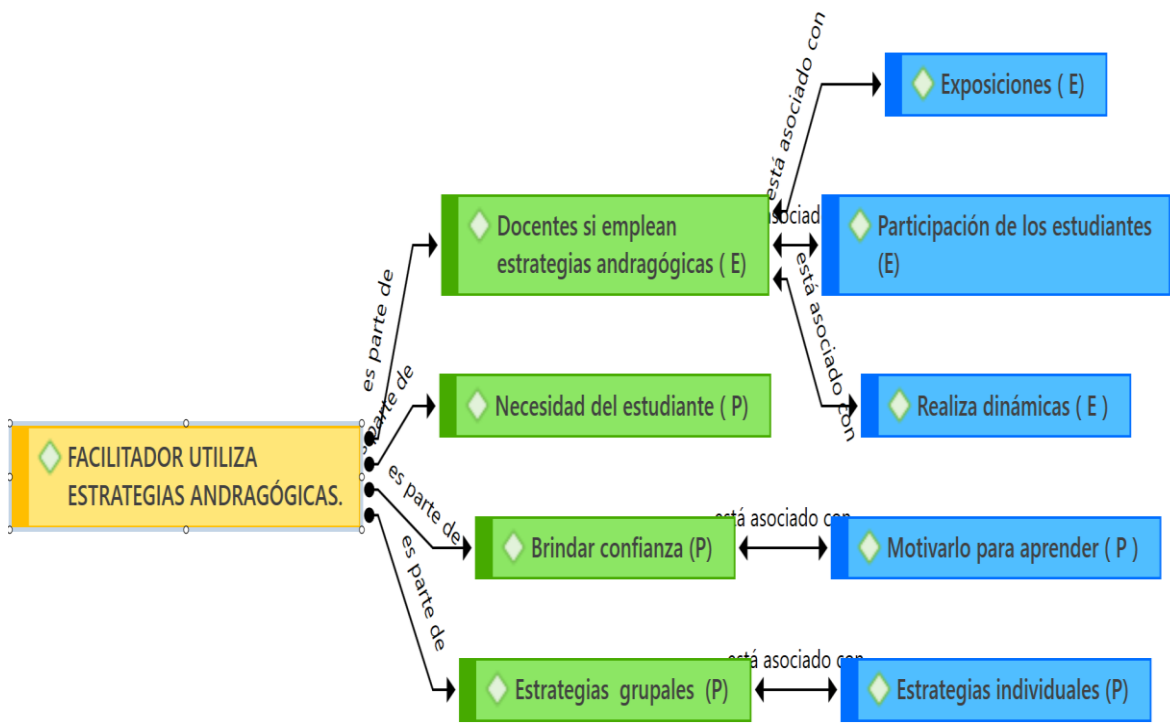 está asociado con
Exposiciones ( E)
Docentes si emplean
estrategias andragógicas ( E)
Participación de los estudiantes
(E)
es parte de
está asociado con
Necesidad del estudiante ( P)
Realiza dinámicas ( E )
parte de
FACILITADOR UTILIZA
ESTRATEGIAS ANDRAGÓGICAS.
es parte de
está asociado con
Brindar confianza (P)
Motivarlo para aprender ( P )
es parte de
está asociado con
Estrategias grupales (P)
Estrategias individuales (P)